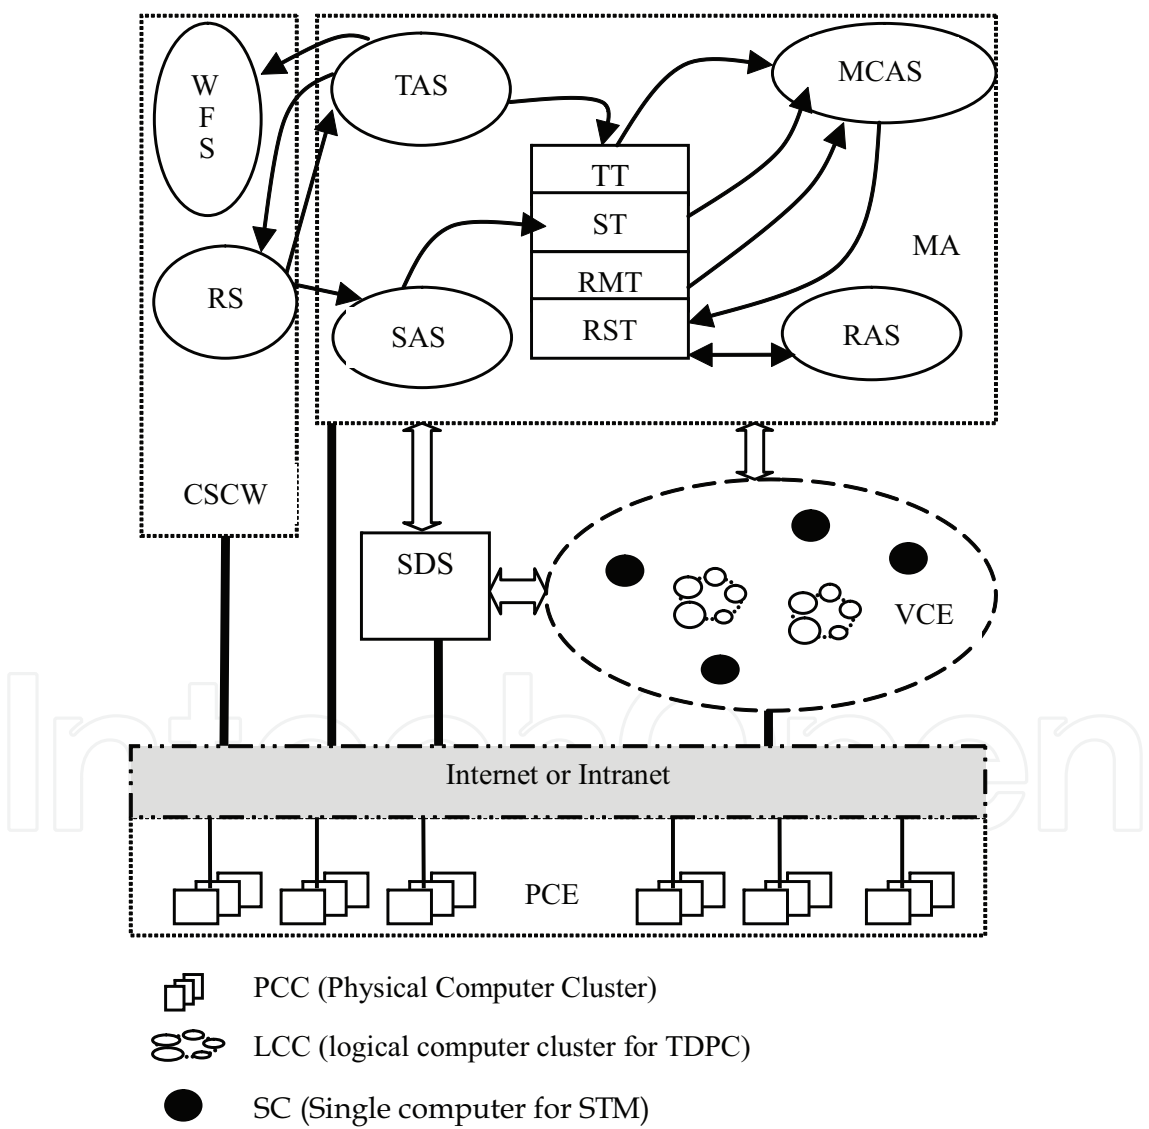 W
F
S
TAS
MCAS
TT
ST
RMT
RST
MA
RS
SAS
RAS
CSCW
SDS
VCE
IntechOpen
Internet or Intranet
PCE
PCC (Physical Computer Cluster)
LCC (logical computer cluster for TDPC)
SC (Single computer for STM)